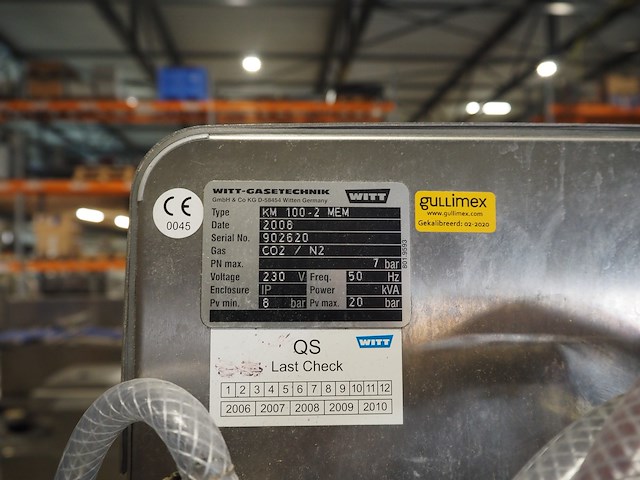 WITT-GASETECHNIK WITT
GmbH & Co KG D-58454 Witten Germany
Type KM 100-2 MEM
Date 2008
Serial No. 902620
Gas CO2 / N2
PN max. 7 bar
Voltage 230 V Freq. 50 Hz
Enclosure IP Power kVA
Pv min. 8 bar Pv max. 20 bar
CE
0045
gullimex
www.gullimex.com
Gekalibreerd: 02-2020
WITT
QS
Last Check
1 2 3 4 5 6 7 8 9 10 11 12
2006 2007 2008 2009 2010